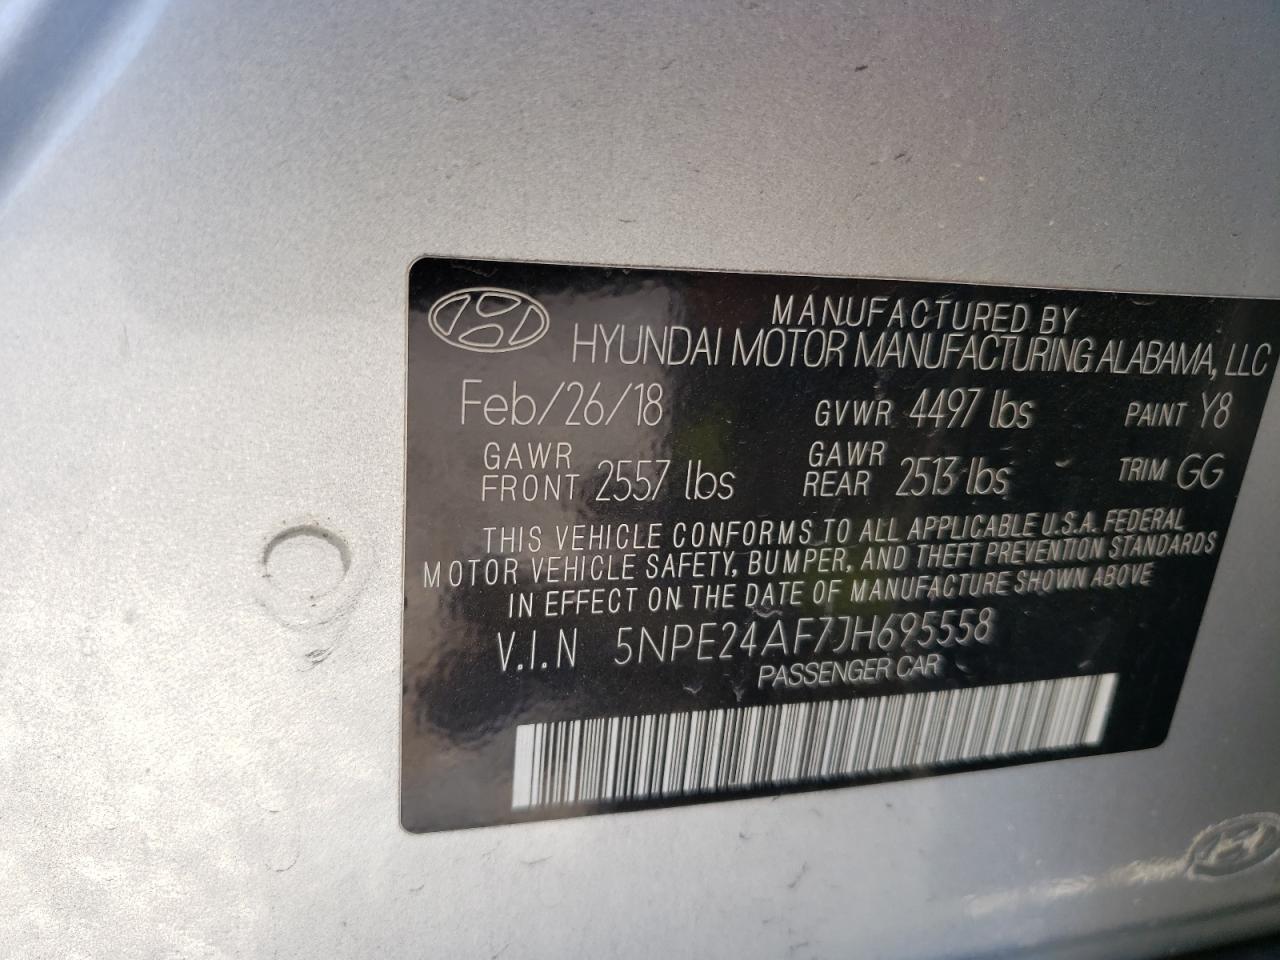 MANUFACTURED BY
HYUNDAI MOTOR MANUFACTURING ALABAMA, LLC
Feb/26/18 GVWR 4497 lbs PAINT Y8
GAWR FRONT 2557 lbs GAWR REAR 2513 lbs TRIM GG
THIS VEHICLE CONFORMS TO ALL APPLICABLE U.S.A. FEDERAL
MOTOR VEHICLE SAFETY, BUMPER, AND THEFT PREVENTION STANDARDS
IN EFFECT ON THE DATE OF MANUFACTURE SHOWN ABOVE
V.I.N 5NPE24AF7JH695558
PASSENGER CAR